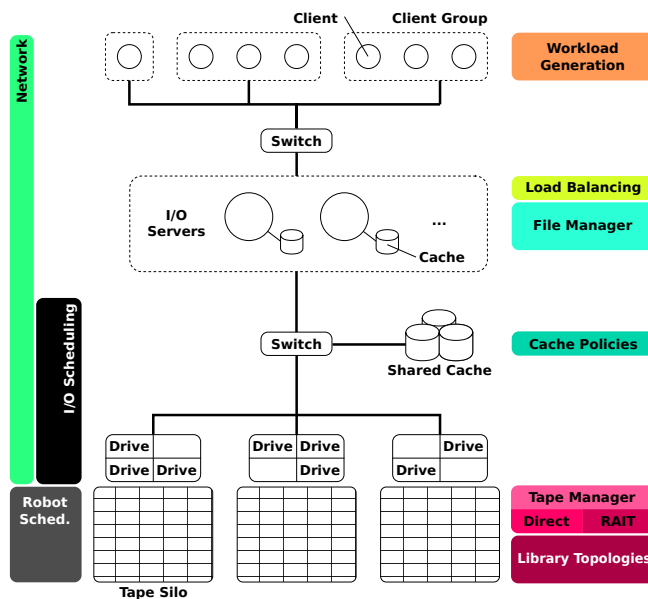 Client
Client Group
Workload
Generation
Network
Switch
Load Balancing
I/O
Servers
...
File Manager
Cache
I/O Scheduling
Switch
Cache Policies
Shared Cache
Drive
Drive Drive
Drive
Drive Drive
Drive
Drive
Robot
Sched.
Tape Manager
Direct
RAIT
Library Topologies
Tape Silo